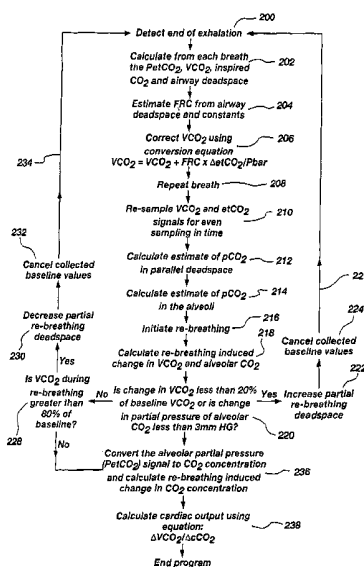 200
Detect end of exhalation
Calculate from each breath
the PetCO2, VCO2, inspired
CO2 and airway deadspace
202
Estimate FRC from airway
deadspace and constants
204
Correct VCO2 using
conversion equation
VCO2 = VCO2 + FRC x ΔetCO2/Pbar
206
Repeat breath
208
Re-sample VCO2 and etCO2
signals for even
sampling in time
210
Calculate estimate of pCO2
in parallel deadspace
212
Calculate estimate of pCO2
in the alveoli
214
Initiate re-breathing
216
Calculate re-breathing induced
change in VCO2 and alveolar CO2
218
Is change in VCO2 less than 20%
of baseline VCO2 or is change
in partial pressure of alveolar
CO2 less than 3mm HG?
220
Yes
Increase partial
re-breathing
deadspace
222
Cancel collected
baseline values
224
No
Is VCO2 during
re-breathing
greater than
60% of
baseline?
228
Yes
Decrease partial
re-breathing
deadspace
230
Cancel collected
baseline values
232
234
No
Convert the alveolar partial pressure
(PetCO2) signal to CO2 concentration
and calculate re-breathing induced
change in CO2 concentration
236
Calculate cardiac output using
equation:
ΔVCO2/ΔcCO2
238
End program